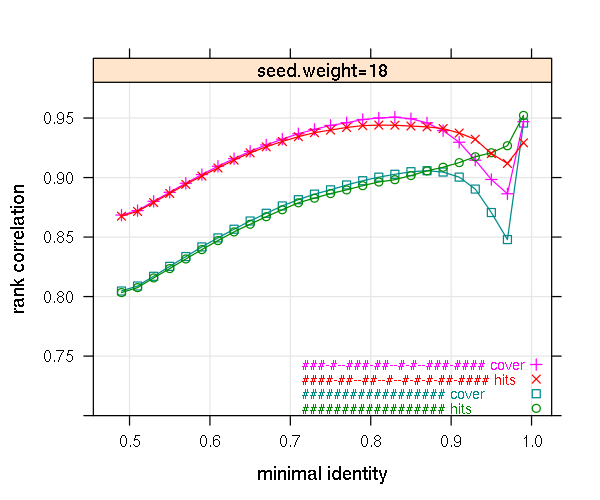 seed.weight=18
0.95
0.90
0.85
0.80
0.75
rank correlation
###-#--###-##--#-#--###-#### cover
####-##--##--#--#-#-#-##-#### hits
################## cover
################## hits
0.5 0.6 0.7 0.8 0.9 1.0
minimal identity